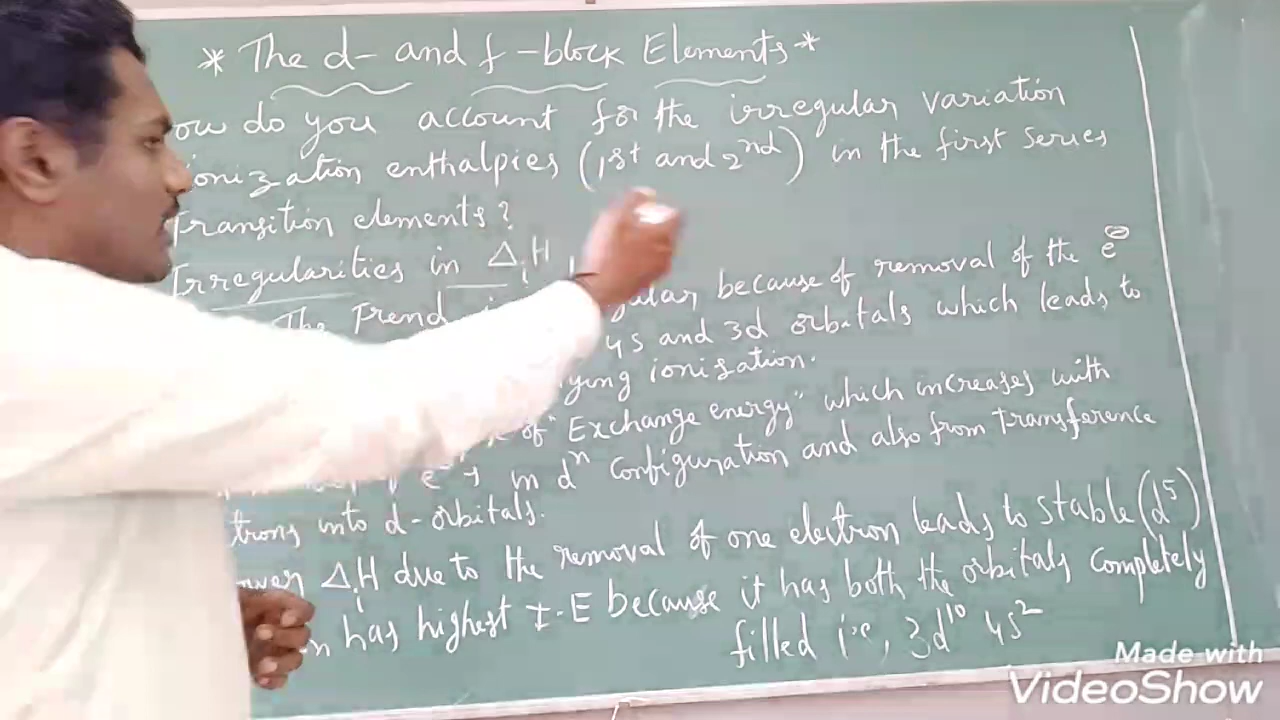 * The d- and f-block Elements *
ow do you account for the irregular variation
ionization enthalpies (1st and 2nd) in the first series
Transition elements?
Irregularities in ΔiH
The trend ular because of removal of the e⊖
4s and 3d orbitals which leads to
ying ionisation.
of "Exchange energy" which increases with
in dⁿ configuration and also from transference
trons into d-orbitals.
ΔiH due to the removal of one electron leads to stable (d⁵)
n has highest I.E because it has both the orbitals completely
filled i.e, 3d¹⁰ 4s²
Made with
VideoShow